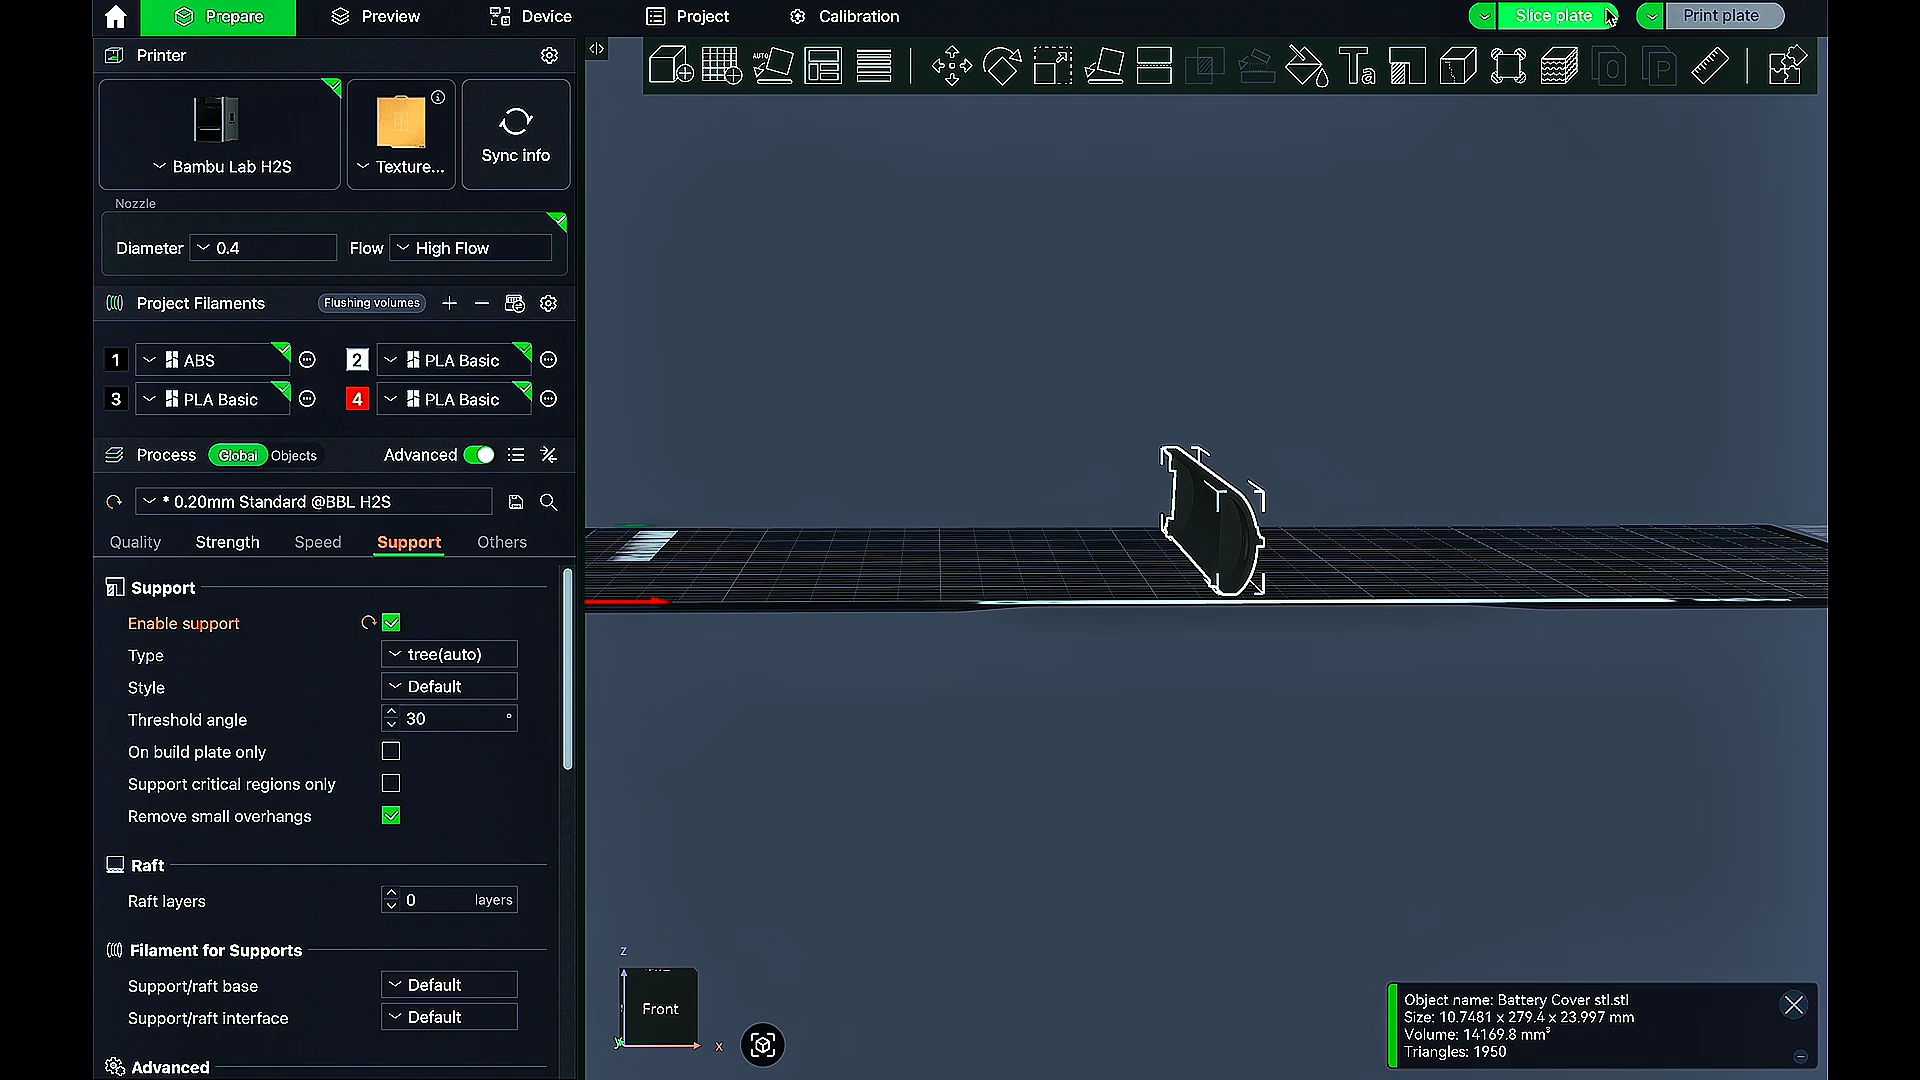 Prepare
Preview
Device
Project
Calibration
Slice plate
Print plate
Printer
Bambu Lab H2S
Texture...
Sync info
Nozzle
Diameter
0.4
Flow
High Flow
Project Filaments
Flushing volumes
1
ABS
2
PLA Basic
3
PLA Basic
4
PLA Basic
Process
Global
Objects
Advanced
* 0.20mm Standard @BBL H2S
Quality
Strength
Speed
Support
Others
Support
Enable support
Type
tree(auto)
Style
Default
Threshold angle
30
°
On build plate only
Support critical regions only
Remove small overhangs
Raft
Raft layers
0
layers
Filament for Supports
Support/raft base
Default
Support/raft interface
Default
Advanced
AUTO
Ta
O
P
z
Front
y
x
Object name: Battery Cover stl.stl
Size: 10.7481 x 279.4 x 23.997 mm
Volume: 14169.8 mm³
Triangles: 1950